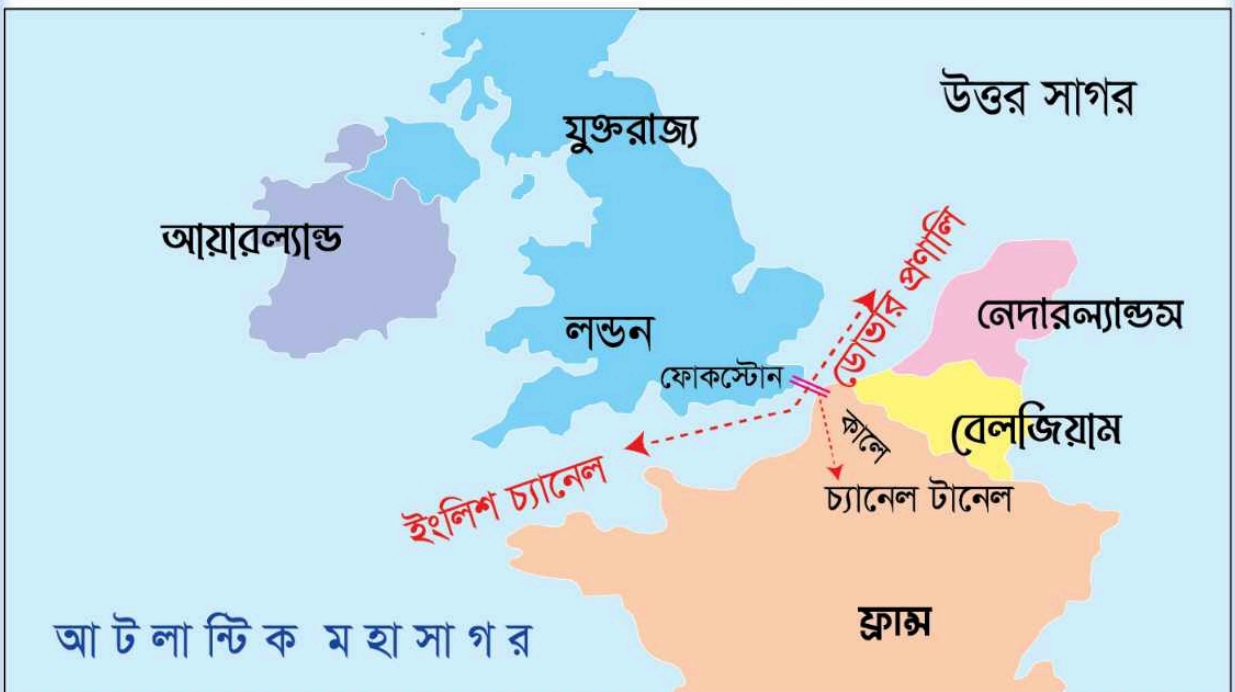 উত্তর সাগর
যুক্তরাজ্য
আয়ারল্যান্ড
ডোভার প্রণালি
নেদারল্যান্ডস
লন্ডন
ফোকস্টোন
কালে
বেলজিয়াম
ইংলিশ চ্যানেল
চ্যানেল টানেল
ফ্রান্স
আটলান্টিক মহাসাগর